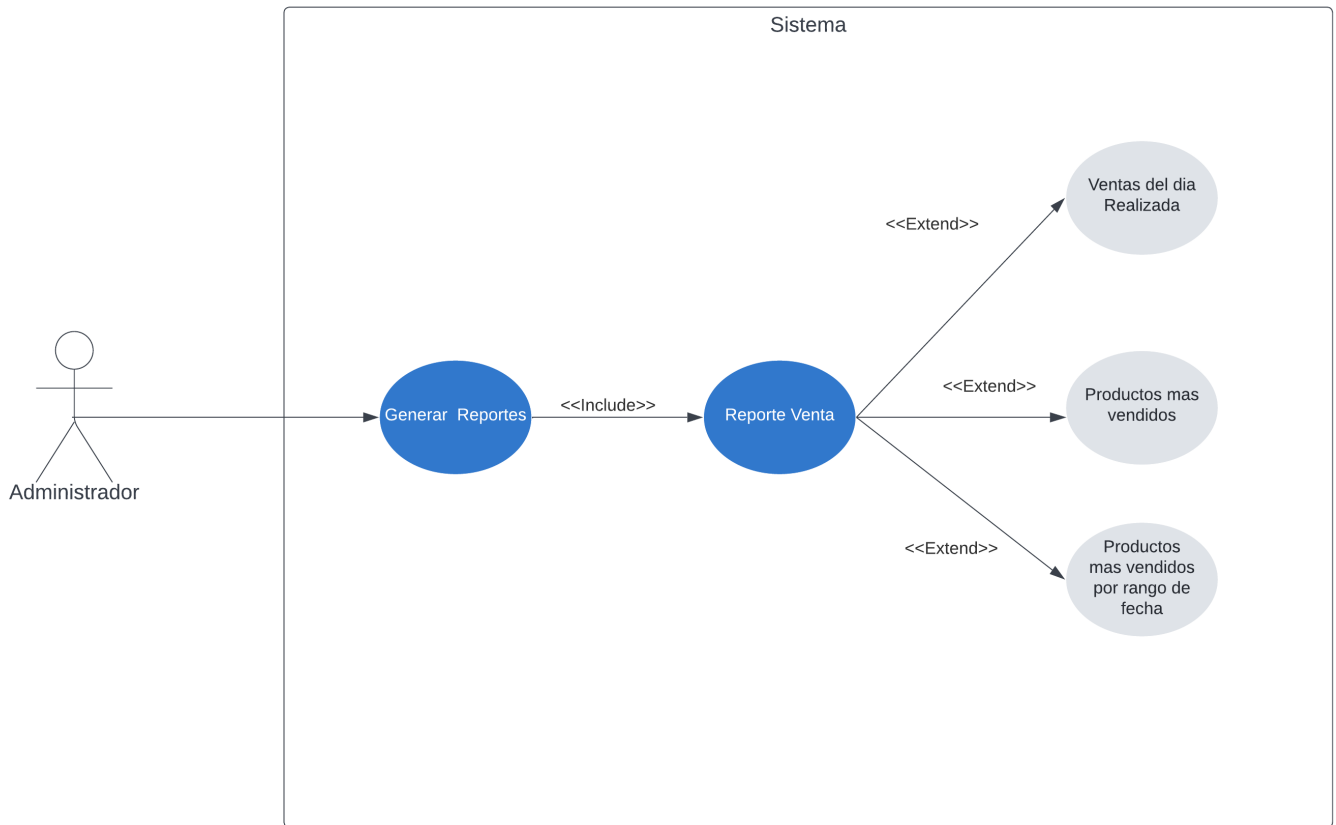 Sistema
Ventas del dia
Realizada
<<Extend>>
<<Extend>>
Productos mas
vendidos
Generar  Reportes
<<Include>>
Reporte Venta
Administrador
<<Extend>>
Productos
mas vendidos
por rango de
fecha